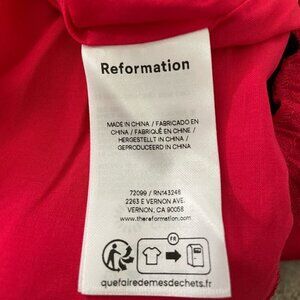 Reformation
MADE IN CHINA / FABRICADO EN
CHINA / FABRIQUÉ EN CHINE /
HERGESTELLT IN CHINA /
GEPRODUCEERD IN CHINA
72099 / RN143246
2263 E VERNON AVE.
VERNON, CA 90058
www.thereformation.com
FR
quefairedemesdechets.fr